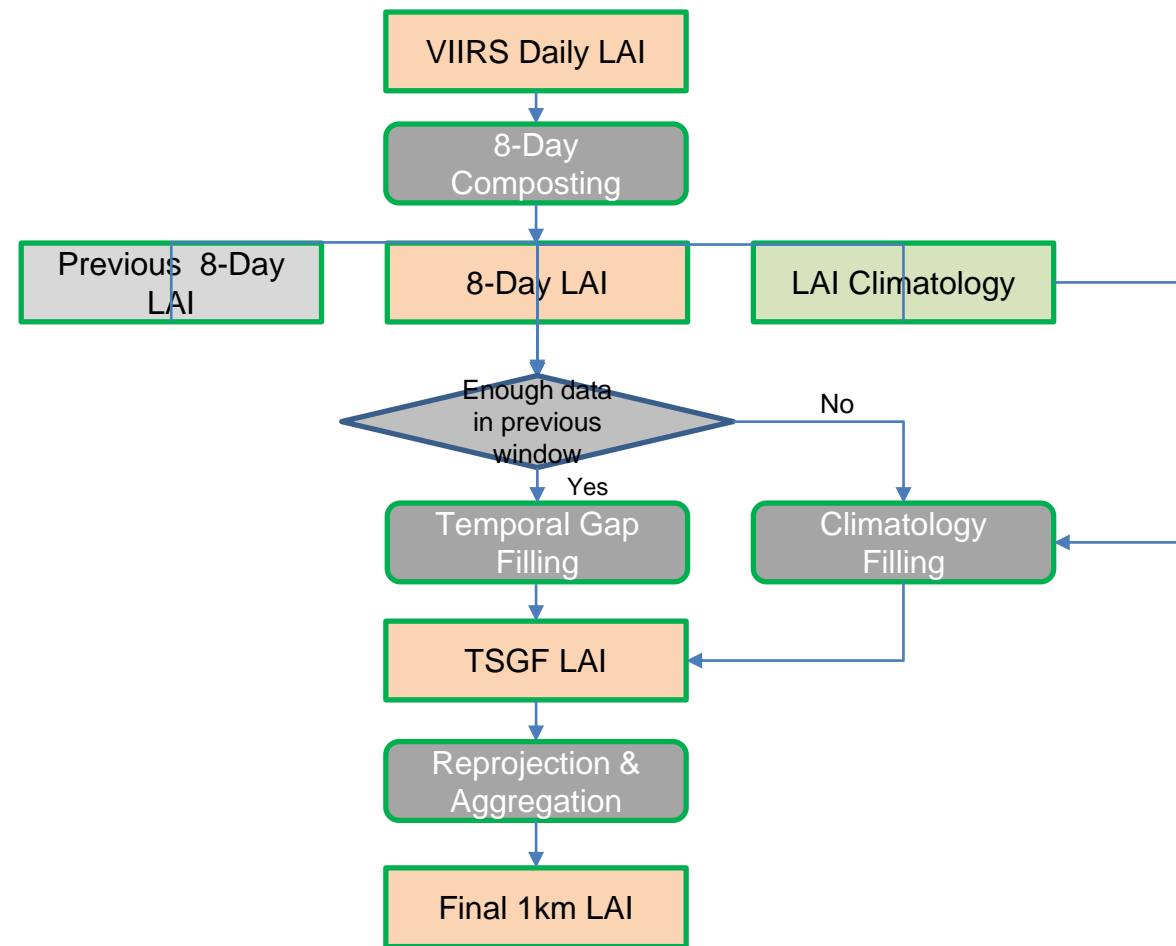 VIIRS Daily LAI
8-Day
Composting
Previous 8-Day
LAI
8-Day LAI
LAI Climatology
Enough data
in previous
window
No
Yes
Temporal Gap
Filling
Climatology
Filling
TSGF LAI
Reprojection &
Aggregation
Final 1km LAI